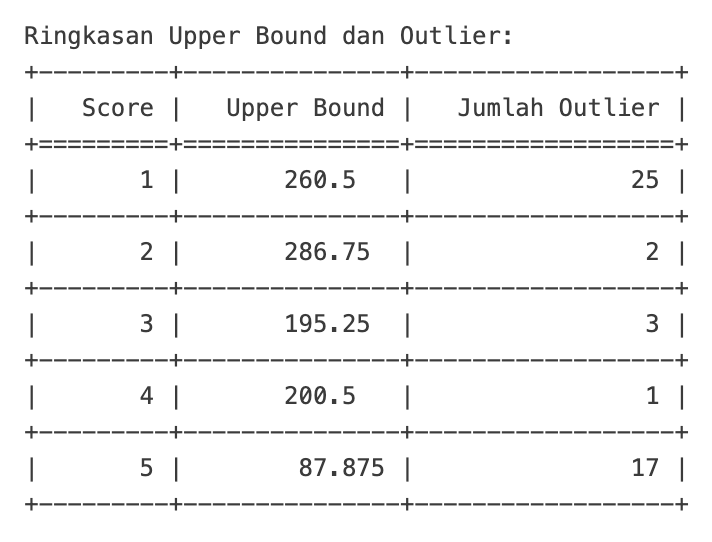 Ringkasan Upper Bound dan Outlier:
+---------+---------------+------------------+
|   Score |   Upper Bound |   Jumlah Outlier |
+=========+===============+==================+
|       1 |       260.5   |               25 |
+---------+---------------+------------------+
|       2 |       286.75  |                2 |
+---------+---------------+------------------+
|       3 |       195.25  |                3 |
+---------+---------------+------------------+
|       4 |       200.5   |                1 |
+---------+---------------+------------------+
|       5 |        87.875 |               17 |
+---------+---------------+------------------+